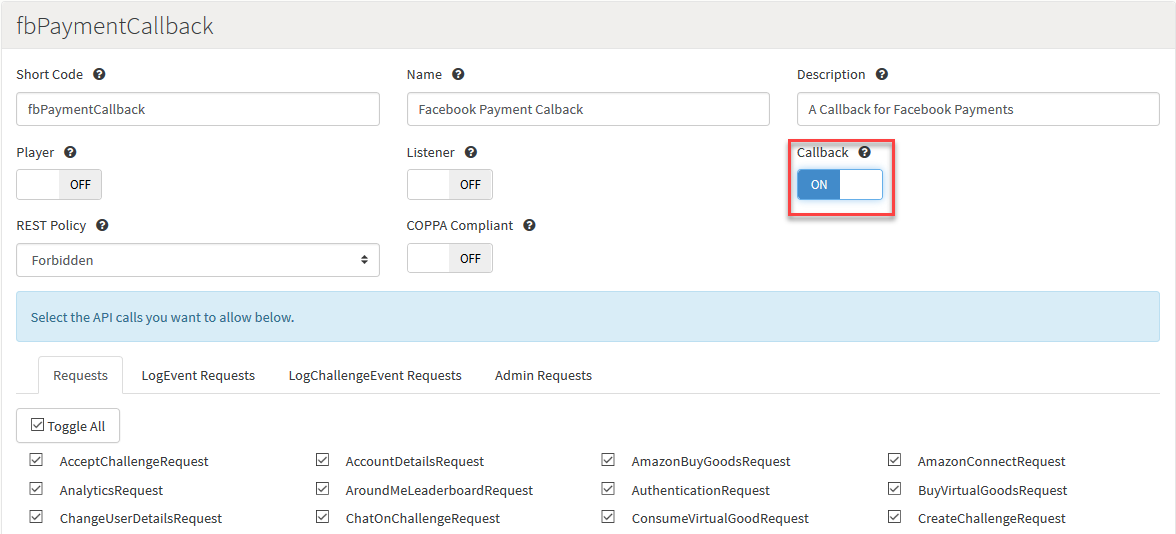 fbPaymentCallback
Short Code Name Description
fbPaymentCallback Facebook Payment Calback A Callback for Facebook Payments
Player Listener Callback
OFF OFF ON
REST Policy COPPA Compliant
Forbidden OFF
Select the API calls you want to allow below.
Requests LogEvent Requests LogChallengeEvent Requests Admin Requests
Toggle All
AcceptChallengeRequest AccountDetailsRequest AmazonBuyGoodsRequest AmazonConnectRequest
AnalyticsRequest AroundMeLeaderboardRequest AuthenticationRequest BuyVirtualGoodsRequest
ChangeUserDetailsRequest ChatOnChallengeRequest ConsumeVirtualGoodRequest CreateChallengeRequest